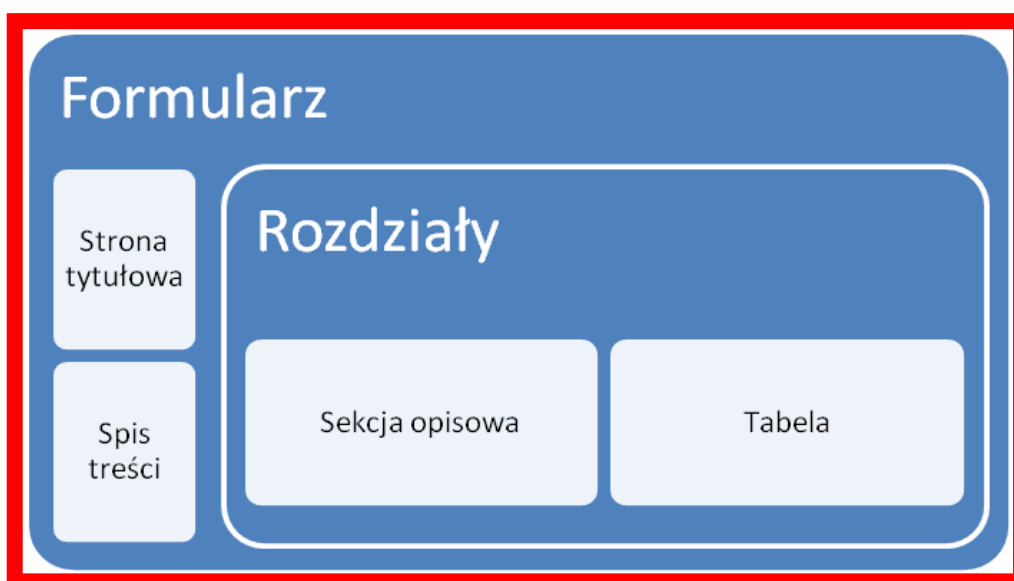 Formularz
Strona
tytułowa
Spis
treści
Rozdziały
Sekcja opisowa
Tabela